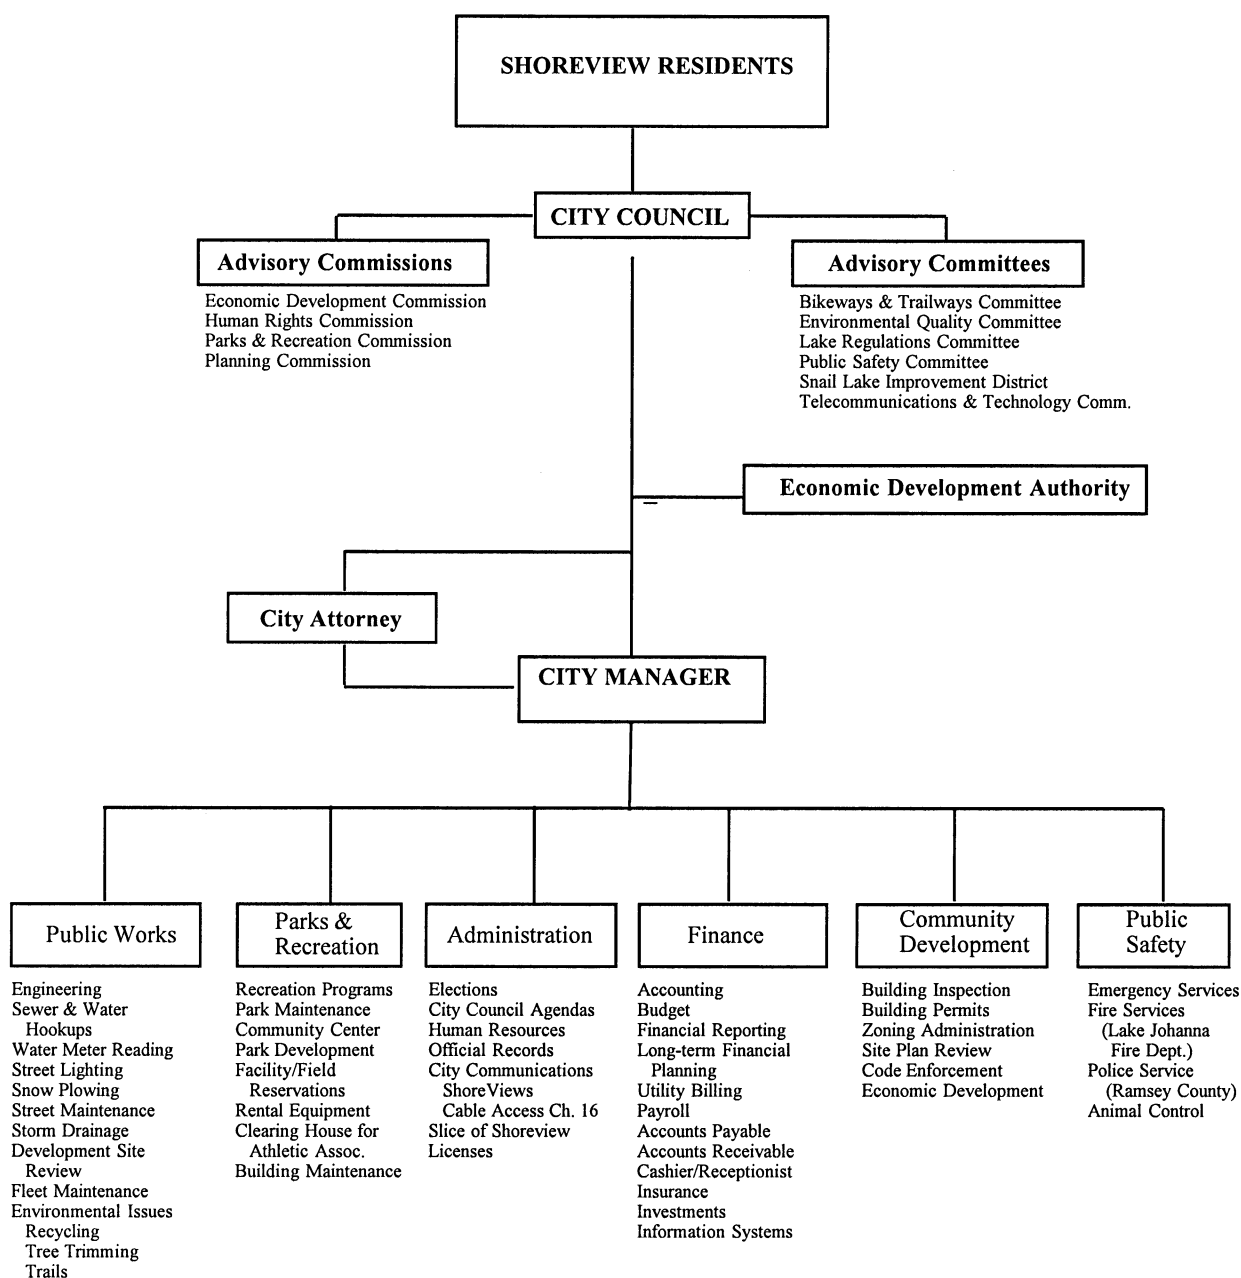 SHOREVIEW RESIDENTS
CITY COUNCIL
Advisory Commissions
Economic Development Commission
Human Rights Commission
Parks & Recreation Commission
Planning Commission
Advisory Committees
Bikeways & Trailways Committee
Environmental Quality Committee
Lake Regulations Committee
Public Safety Committee
Snail Lake Improvement District
Telecommunications & Technology Comm.
Economic Development Authority
City Attorney
CITY MANAGER
Public Works
Engineering
Sewer & Water
Hookups
Water Meter Reading
Street Lighting
Snow Plowing
Street Maintenance
Storm Drainage
Development Site
Review
Fleet Maintenance
Environmental Issues
Recycling
Tree Trimming
Trails
Parks &
Recreation
Recreation Programs
Park Maintenance
Community Center
Park Development
Facility/Field
Reservations
Rental Equipment
Clearing House for
Athletic Assoc.
Building Maintenance
Administration
Elections
City Council Agendas
Human Resources
Official Records
City Communications
ShoreViews
Cable Access Ch. 16
Slice of Shoreview
Licenses
Finance
Accounting
Budget
Financial Reporting
Long-term Financial
Planning
Utility Billing
Payroll
Accounts Payable
Accounts Receivable
Cashier/Receptionist
Insurance
Investments
Information Systems
Community
Development
Building Inspection
Building Permits
Zoning Administration
Site Plan Review
Code Enforcement
Economic Development
Public
Safety
Emergency Services
Fire Services
(Lake Johanna
Fire Dept.)
Police Service
(Ramsey County)
Animal Control